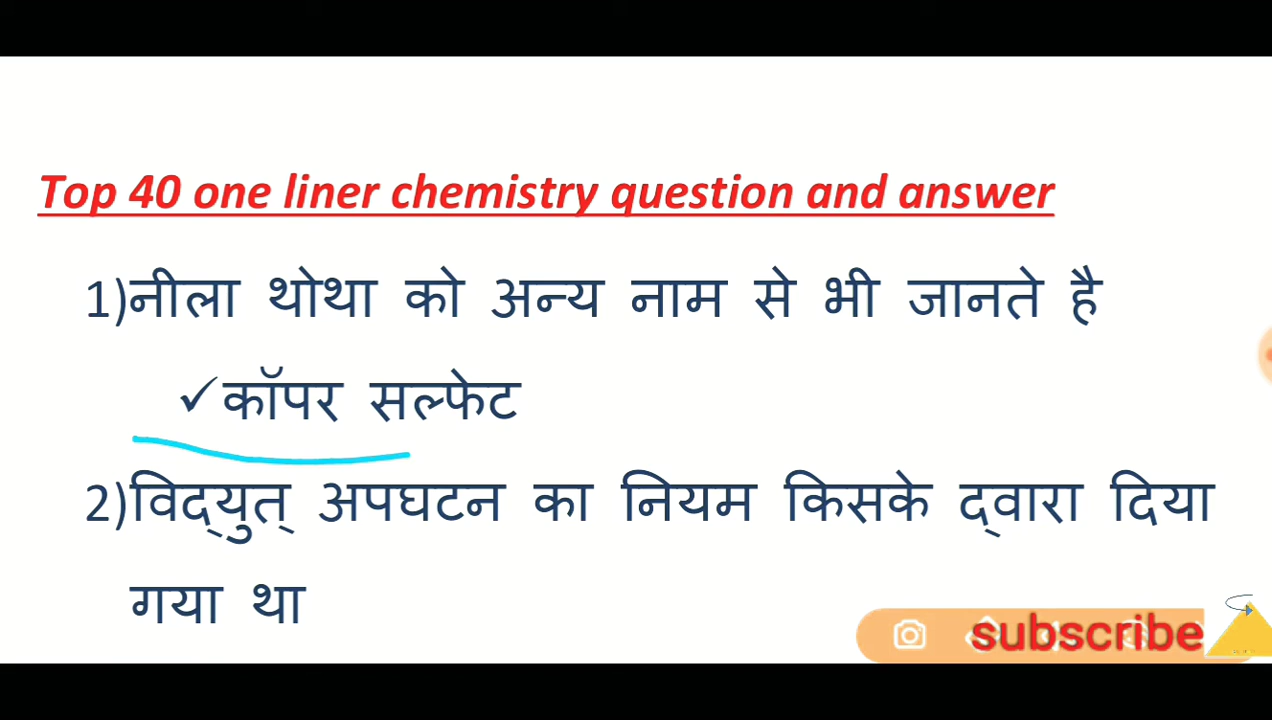 Top 40 one liner chemistry question and answer
1)नीला थोथा को अन्य नाम से भी जानते है
✓कॉपर सल्फेट
2)विद्‌युत् अपघटन का नियम किसके द्‌वारा दिया
गया था
subscribe